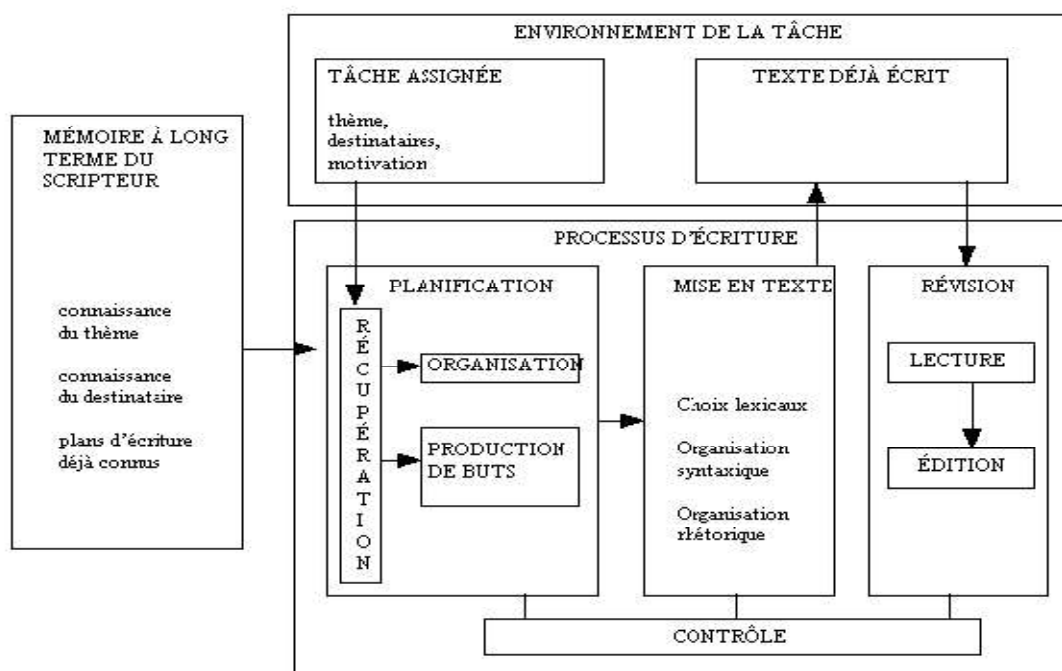 ENVIRONNEMENT DE LA TÂCHE
TÂCHE ASSIGNÉE
thème,
destinataires,
motivation
TEXTE DÉJÀ ÉCRIT
MÉMOIRE À LONG
TERME DU
SCRIPTEUR
connaissance
du thème
connaissance
du destinataire
plans d'écriture
déjà connus
PROCESSUS D'ÉCRITURE
PLANIFICATION
RÉCUPÉRATION
ORGANISATION
PRODUCTION
DE BUTS
MISE EN TEXTE
Choix lexicaux
Organisation
syntaxique
Organisation
rhétorique
RÉVISION
LECTURE
ÉDITION
CONTRÔLE